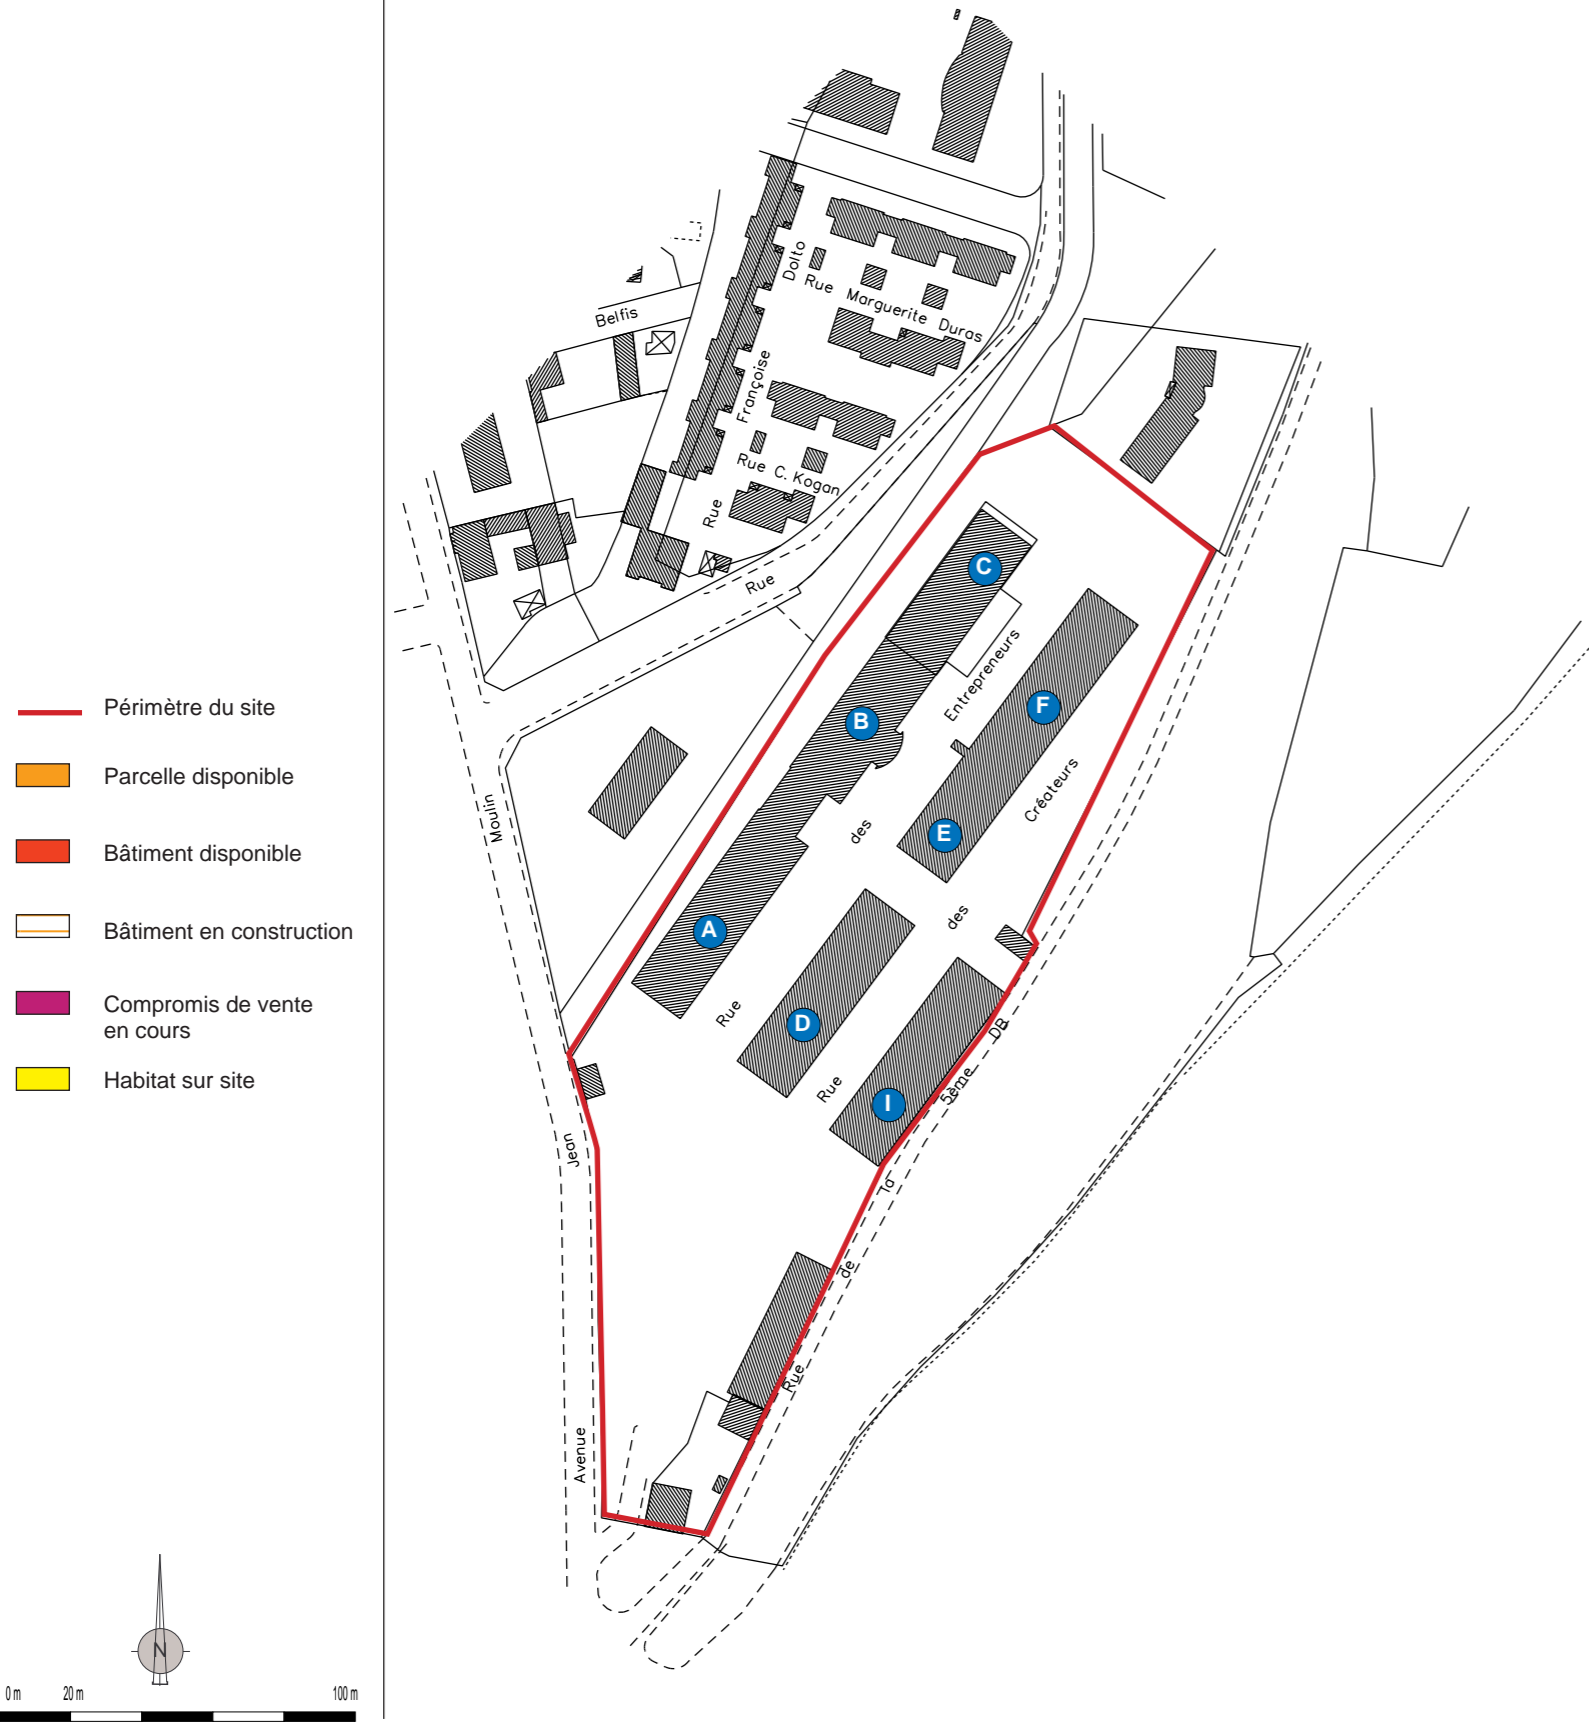 Belfis
Dolto
Rue Marguerite Duras
Françoise
Rue C. Kogan
Rue
Rue
C
Entrepreneurs
F
B
Créateurs
E
des
des
Moulin
A
Rue
D
Rue
I
DB
5ème
la
de
Rue
Jean
Avenue
Périmètre du site
Parcelle disponible
Bâtiment disponible
Bâtiment en construction
Compromis de vente
en cours
Habitat sur site
N
0 m 20 m 100 m